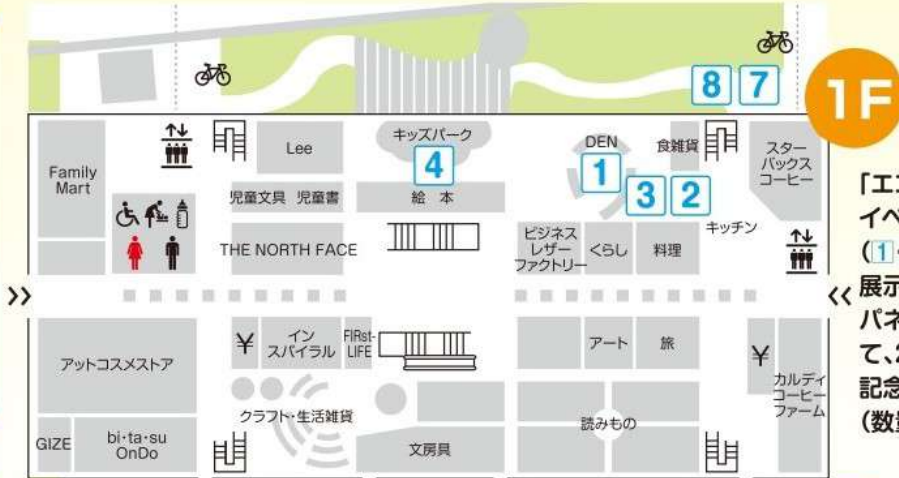 8 7
1F
キッズパーク
DEN
食雑貨
スター
バックス
コーヒー
Family
Mart
Lee
4
1
3 2
児童文具 児童書
絵 本
キッチン
THE NORTH FACE
ビジネス
レザー
ファクトリー
くらし
料理
アットコスメストア
¥
イン
スパイラル
FIRst-
LIFE
アート
旅
¥
カルディ
コーヒー
ファーム
クラフト・生活雑貨
読みもの
GIZE
bi・ta・su
OnDo
文房具
「エコ
イベ
(1
展示
パネ
て、2
記念
(数量